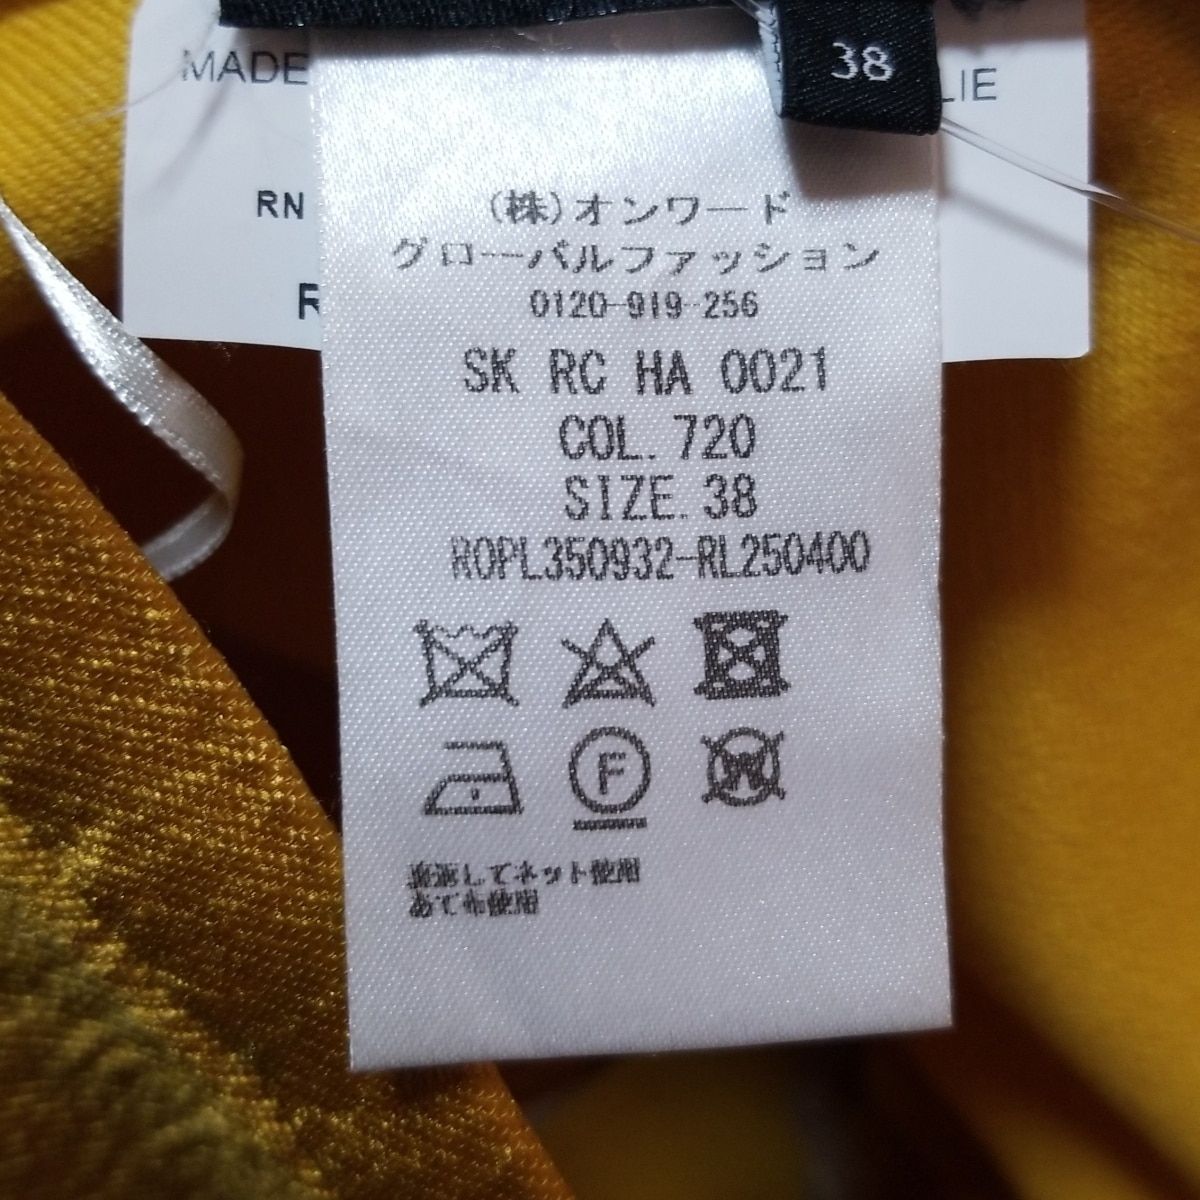 MADE
38
LIE
RN
R
(株)オンワード
グローバルファッション
0120-919-256
SK RC HA 0021
COL.720
SIZE.38
ROPL350932-RL250400
F
W
裏返してネット使用
あて布使用